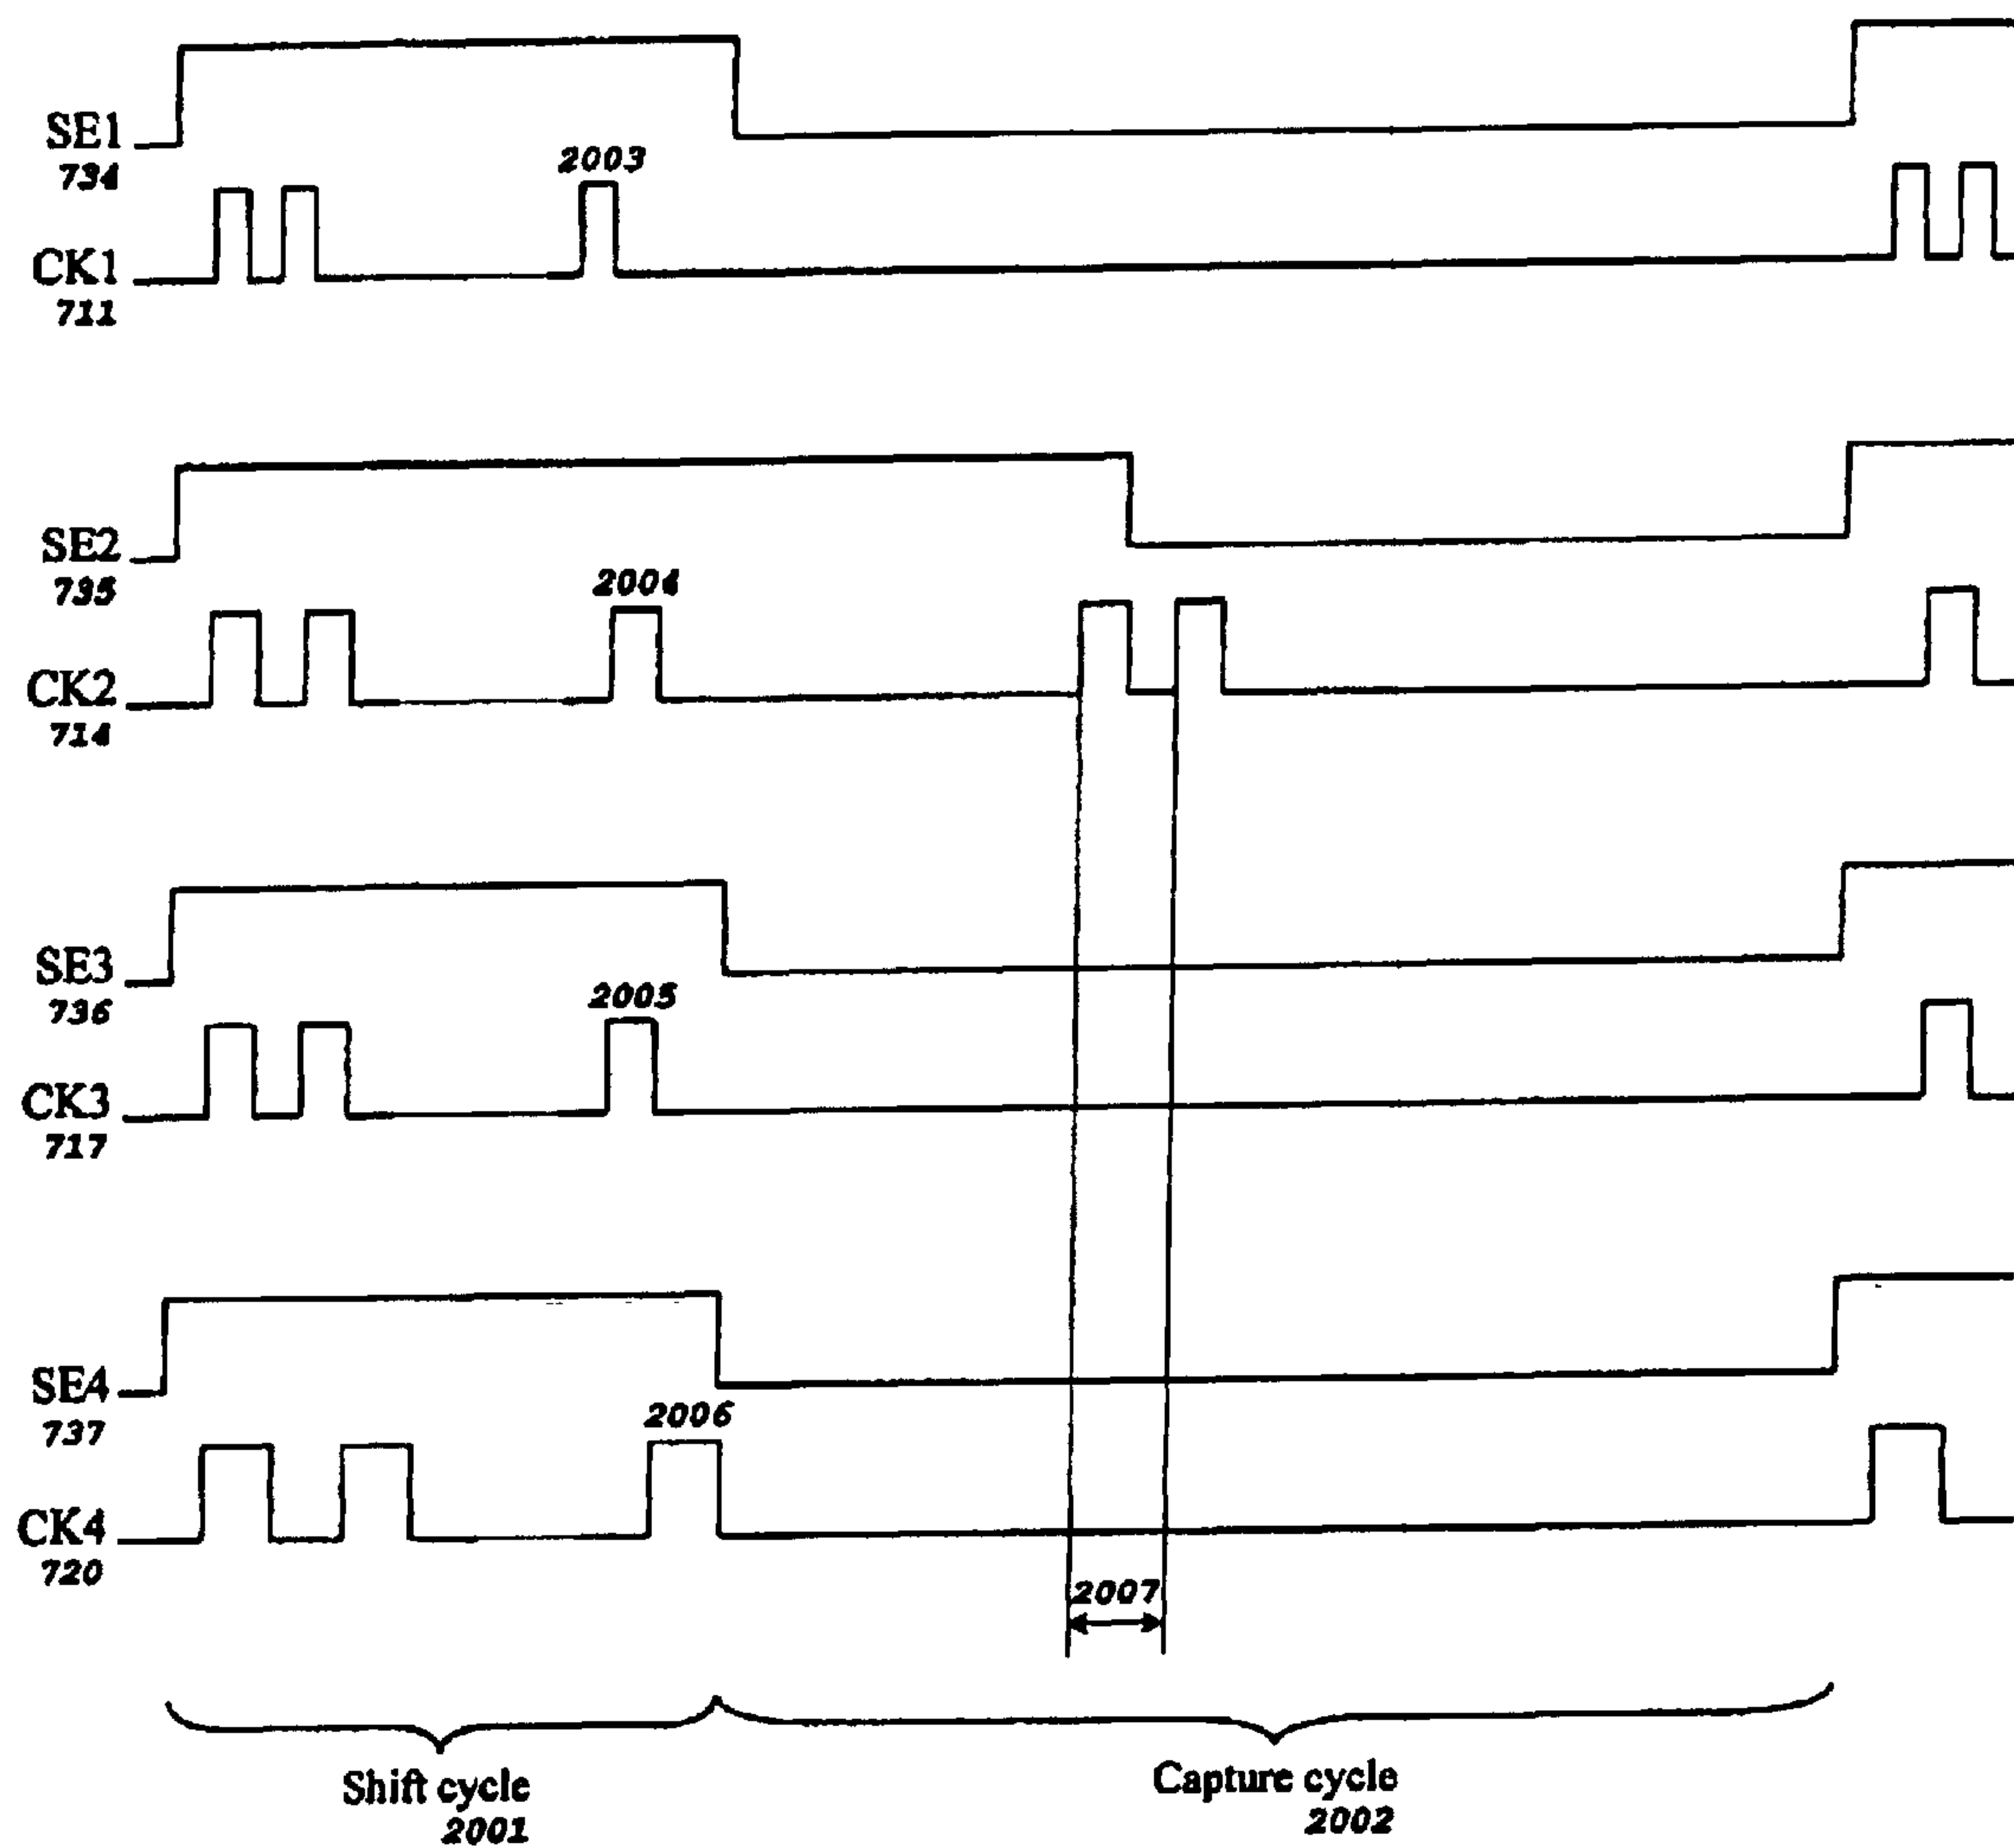 SE1
734
2003
CK1
711
SE2
735
2004
CK2
714
SE3
736
2005
CK3
717
SE4
737
2006
CK4
720
2007
Shift cycle
2001
Capture cycle
2002